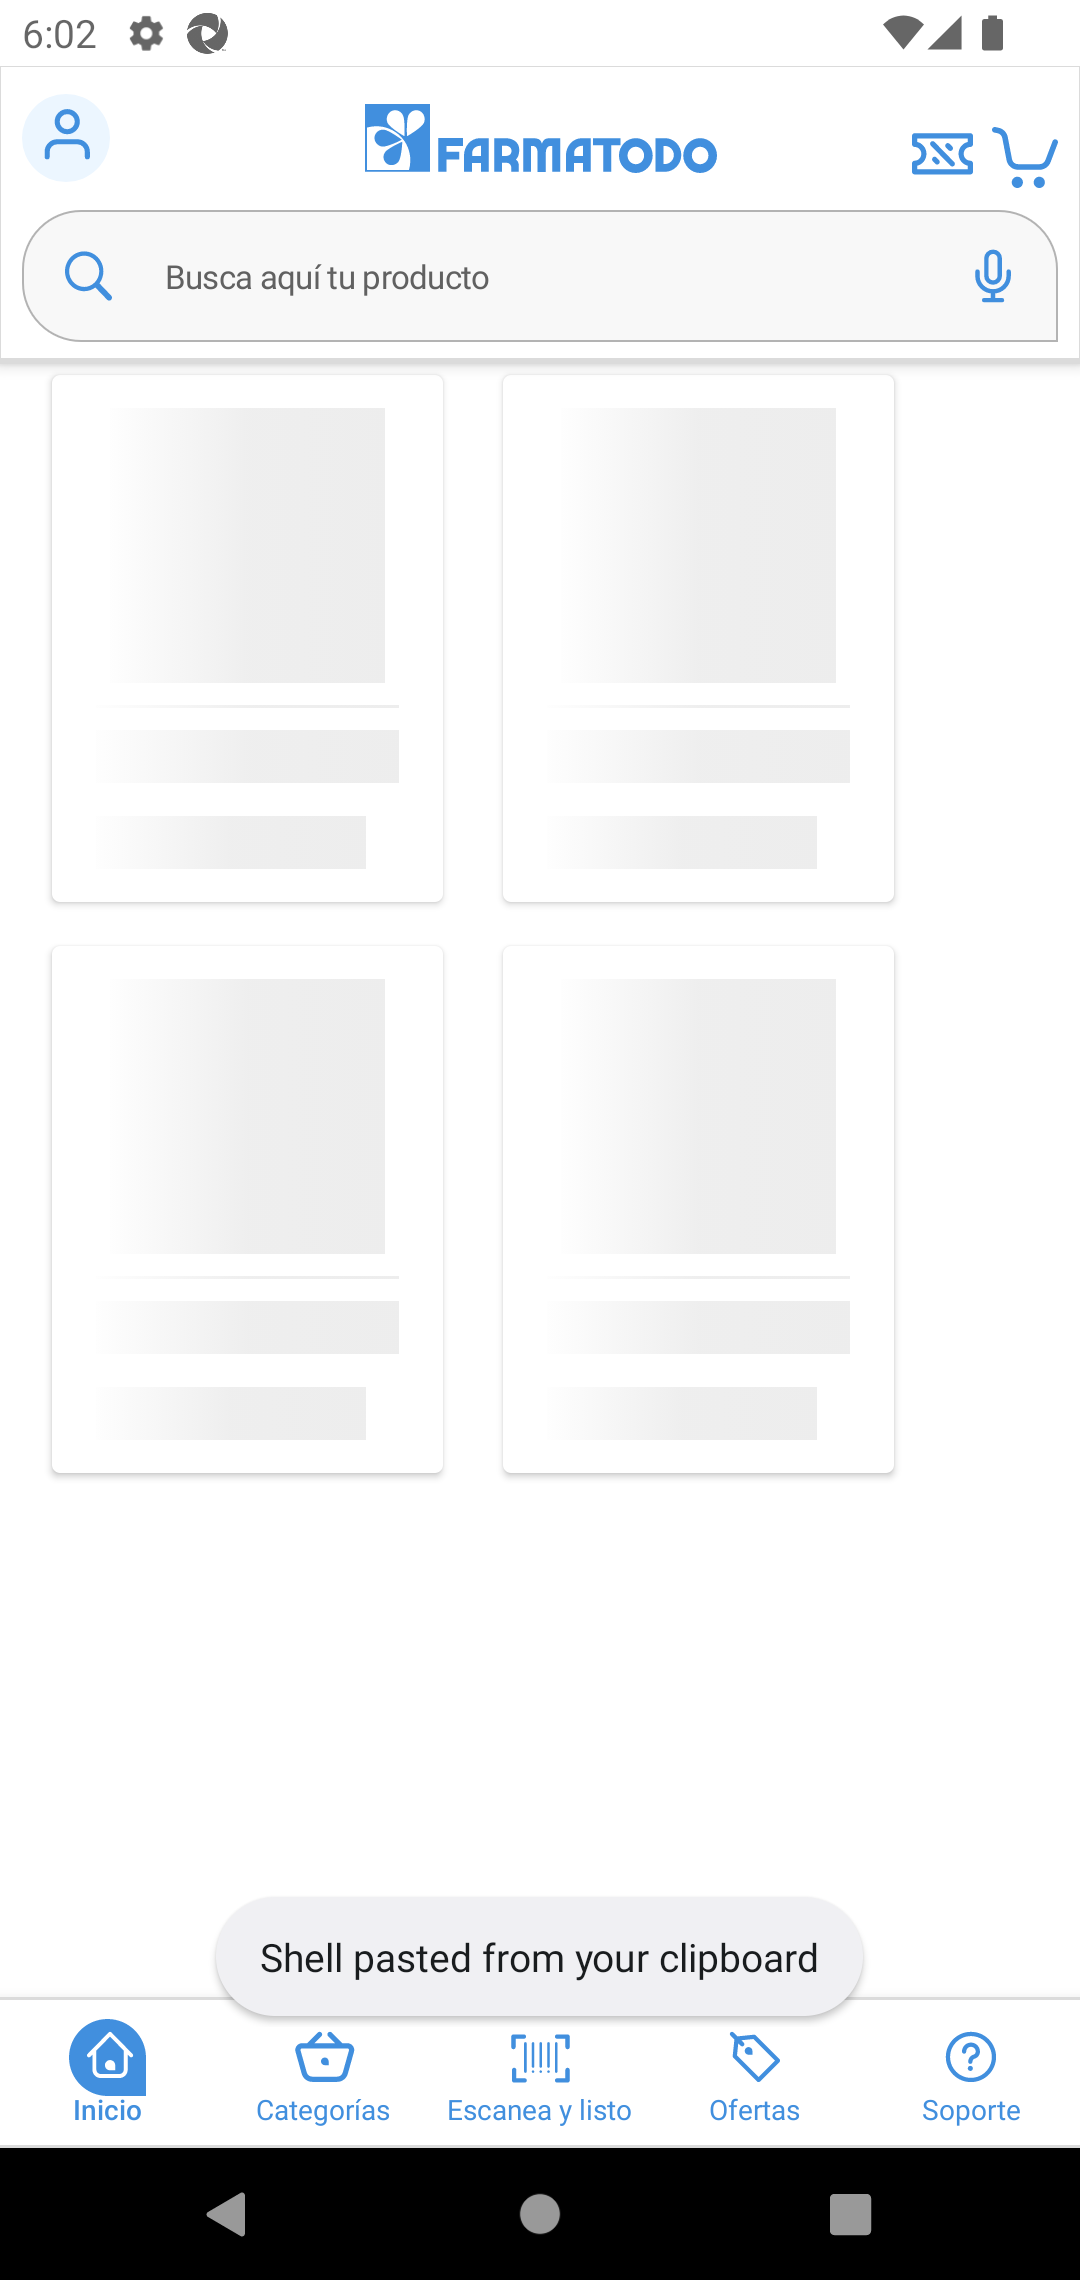 6:02
FARMATODO
Busca aquí tu producto
Shell pasted from your clipboard
Inicio
Categorías
Escanea y listo
Ofertas
Soporte